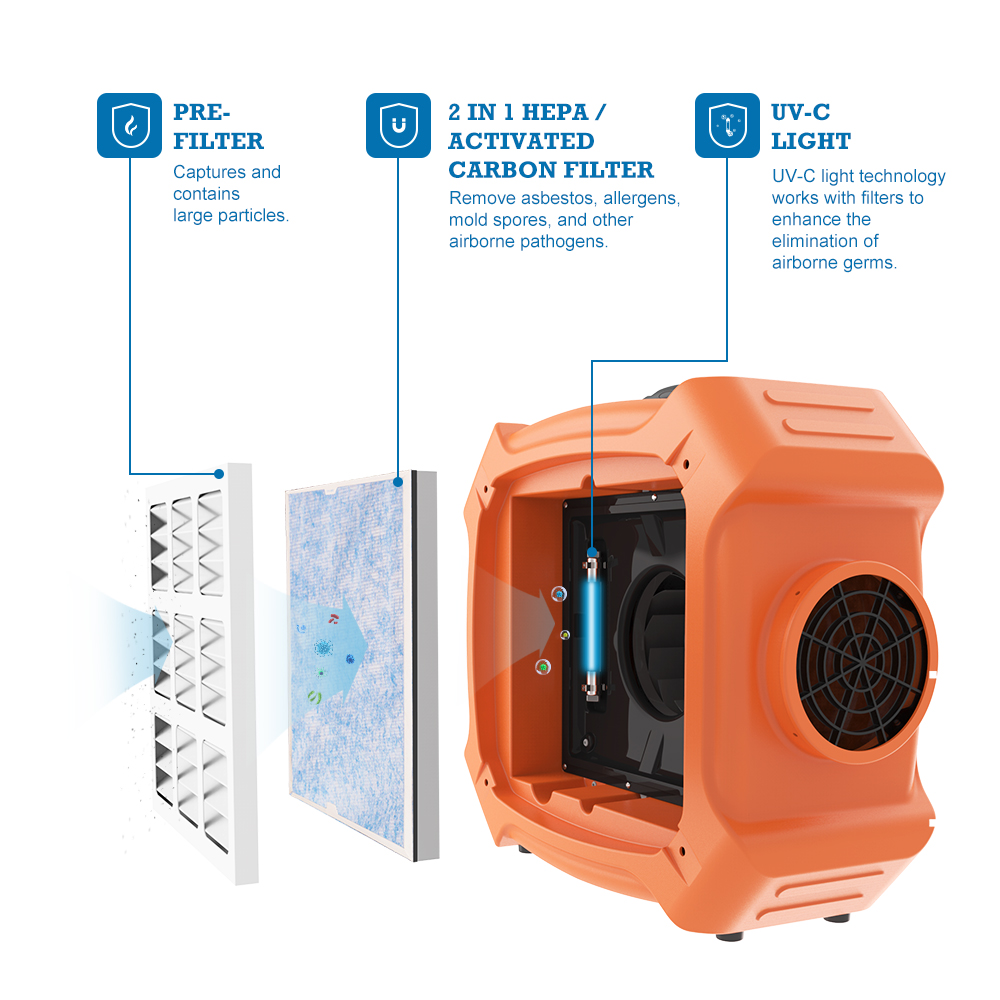 PRE-
FILTER
Captures and
contains
large particles.
2 IN 1 HEPA /
ACTIVATED
CARBON FILTER
Remove asbestos, allergens,
mold spores, and other
airborne pathogens.
UV-C
LIGHT
UV-C light technology
works with filters to
enhance the
elimination of
airborne germs.